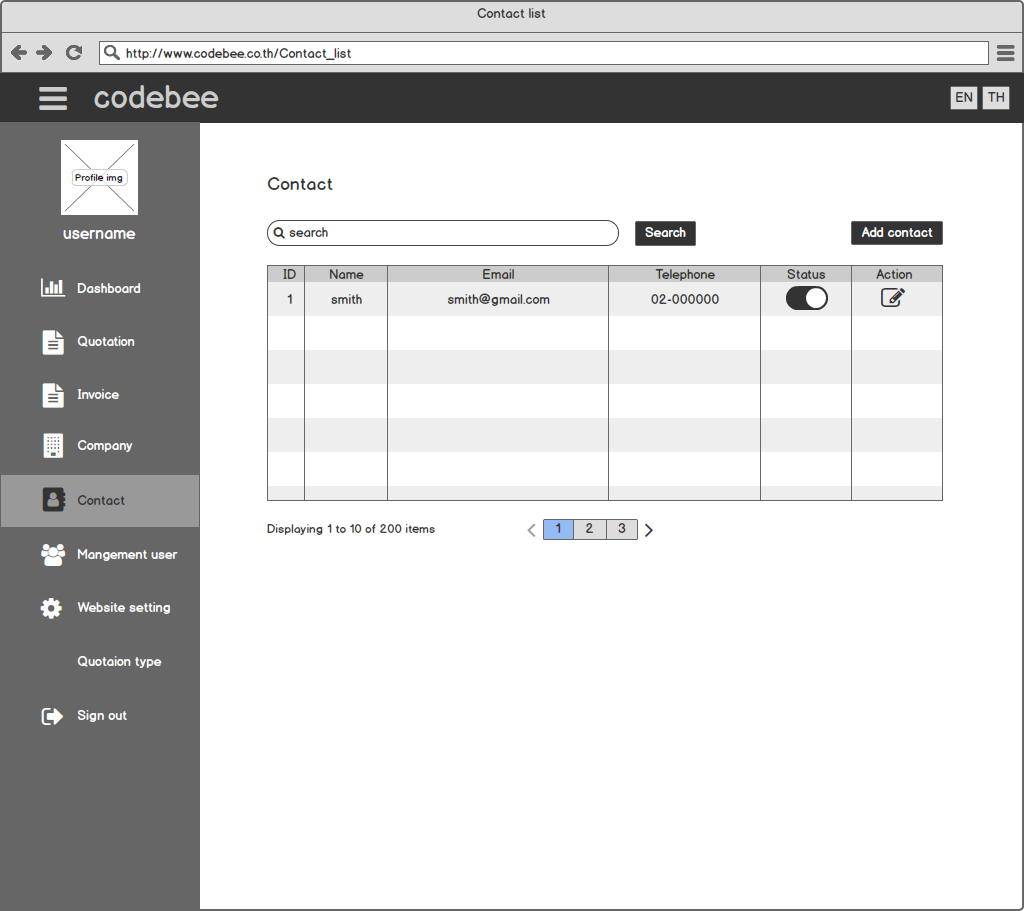 Contact list
http://www.codebee.co.th/Contact_list
codebee
EN TH
Profile img
username
Dashboard
Quotation
Invoice
Company
Contact
Mangement user
Website setting
Quotaion type
Sign out
Contact
search
Search
Add contact
ID Name Email Telephone Status Action
1 smith smith@gmail.com 02-000000
Displaying 1 to 10 of 200 items
1 2 3